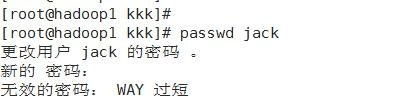 [root@hadoop1 kkk]#
[root@hadoop1 kkk]# passwd jack
更改用户 jack 的密码 。
新的 密码：
无效的密码： WAY 过短